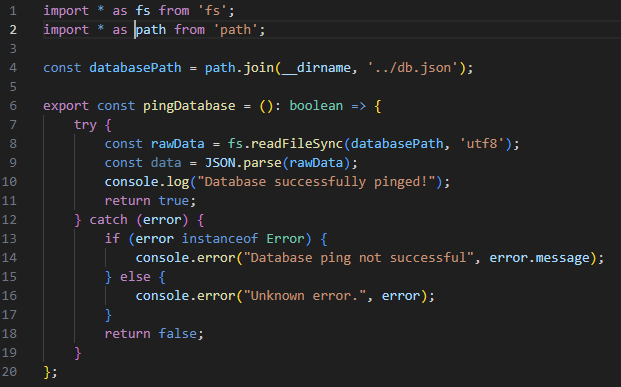 1 import * as fs from 'fs';
2 import * as path from 'path';
3
4 const databasePath = path.join(__dirname, '../db.json');
5
6 export const pingDatabase = (): boolean => {
7     try {
8         const rawData = fs.readFileSync(databasePath, 'utf8');
9         const data = JSON.parse(rawData);
10         console.log("Database successfully pinged!");
11         return true;
12     } catch (error) {
13         if (error instanceof Error) {
14             console.error("Database ping not successful", error.message);
15         } else {
16             console.error("Unknown error.", error);
17         }
18         return false;
19     }
20 };